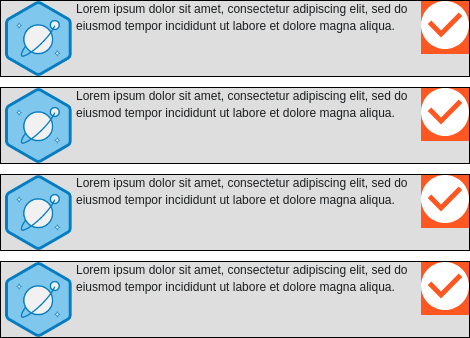 Lorem ipsum dolor sit amet, consectetur adipiscing elit, sed do
eiusmod tempor incididunt ut labore et dolore magna aliqua.
Lorem ipsum dolor sit amet, consectetur adipiscing elit, sed do
eiusmod tempor incididunt ut labore et dolore magna aliqua.
Lorem ipsum dolor sit amet, consectetur adipiscing elit, sed do
eiusmod tempor incididunt ut labore et dolore magna aliqua.
Lorem ipsum dolor sit amet, consectetur adipiscing elit, sed do
eiusmod tempor incididunt ut labore et dolore magna aliqua.